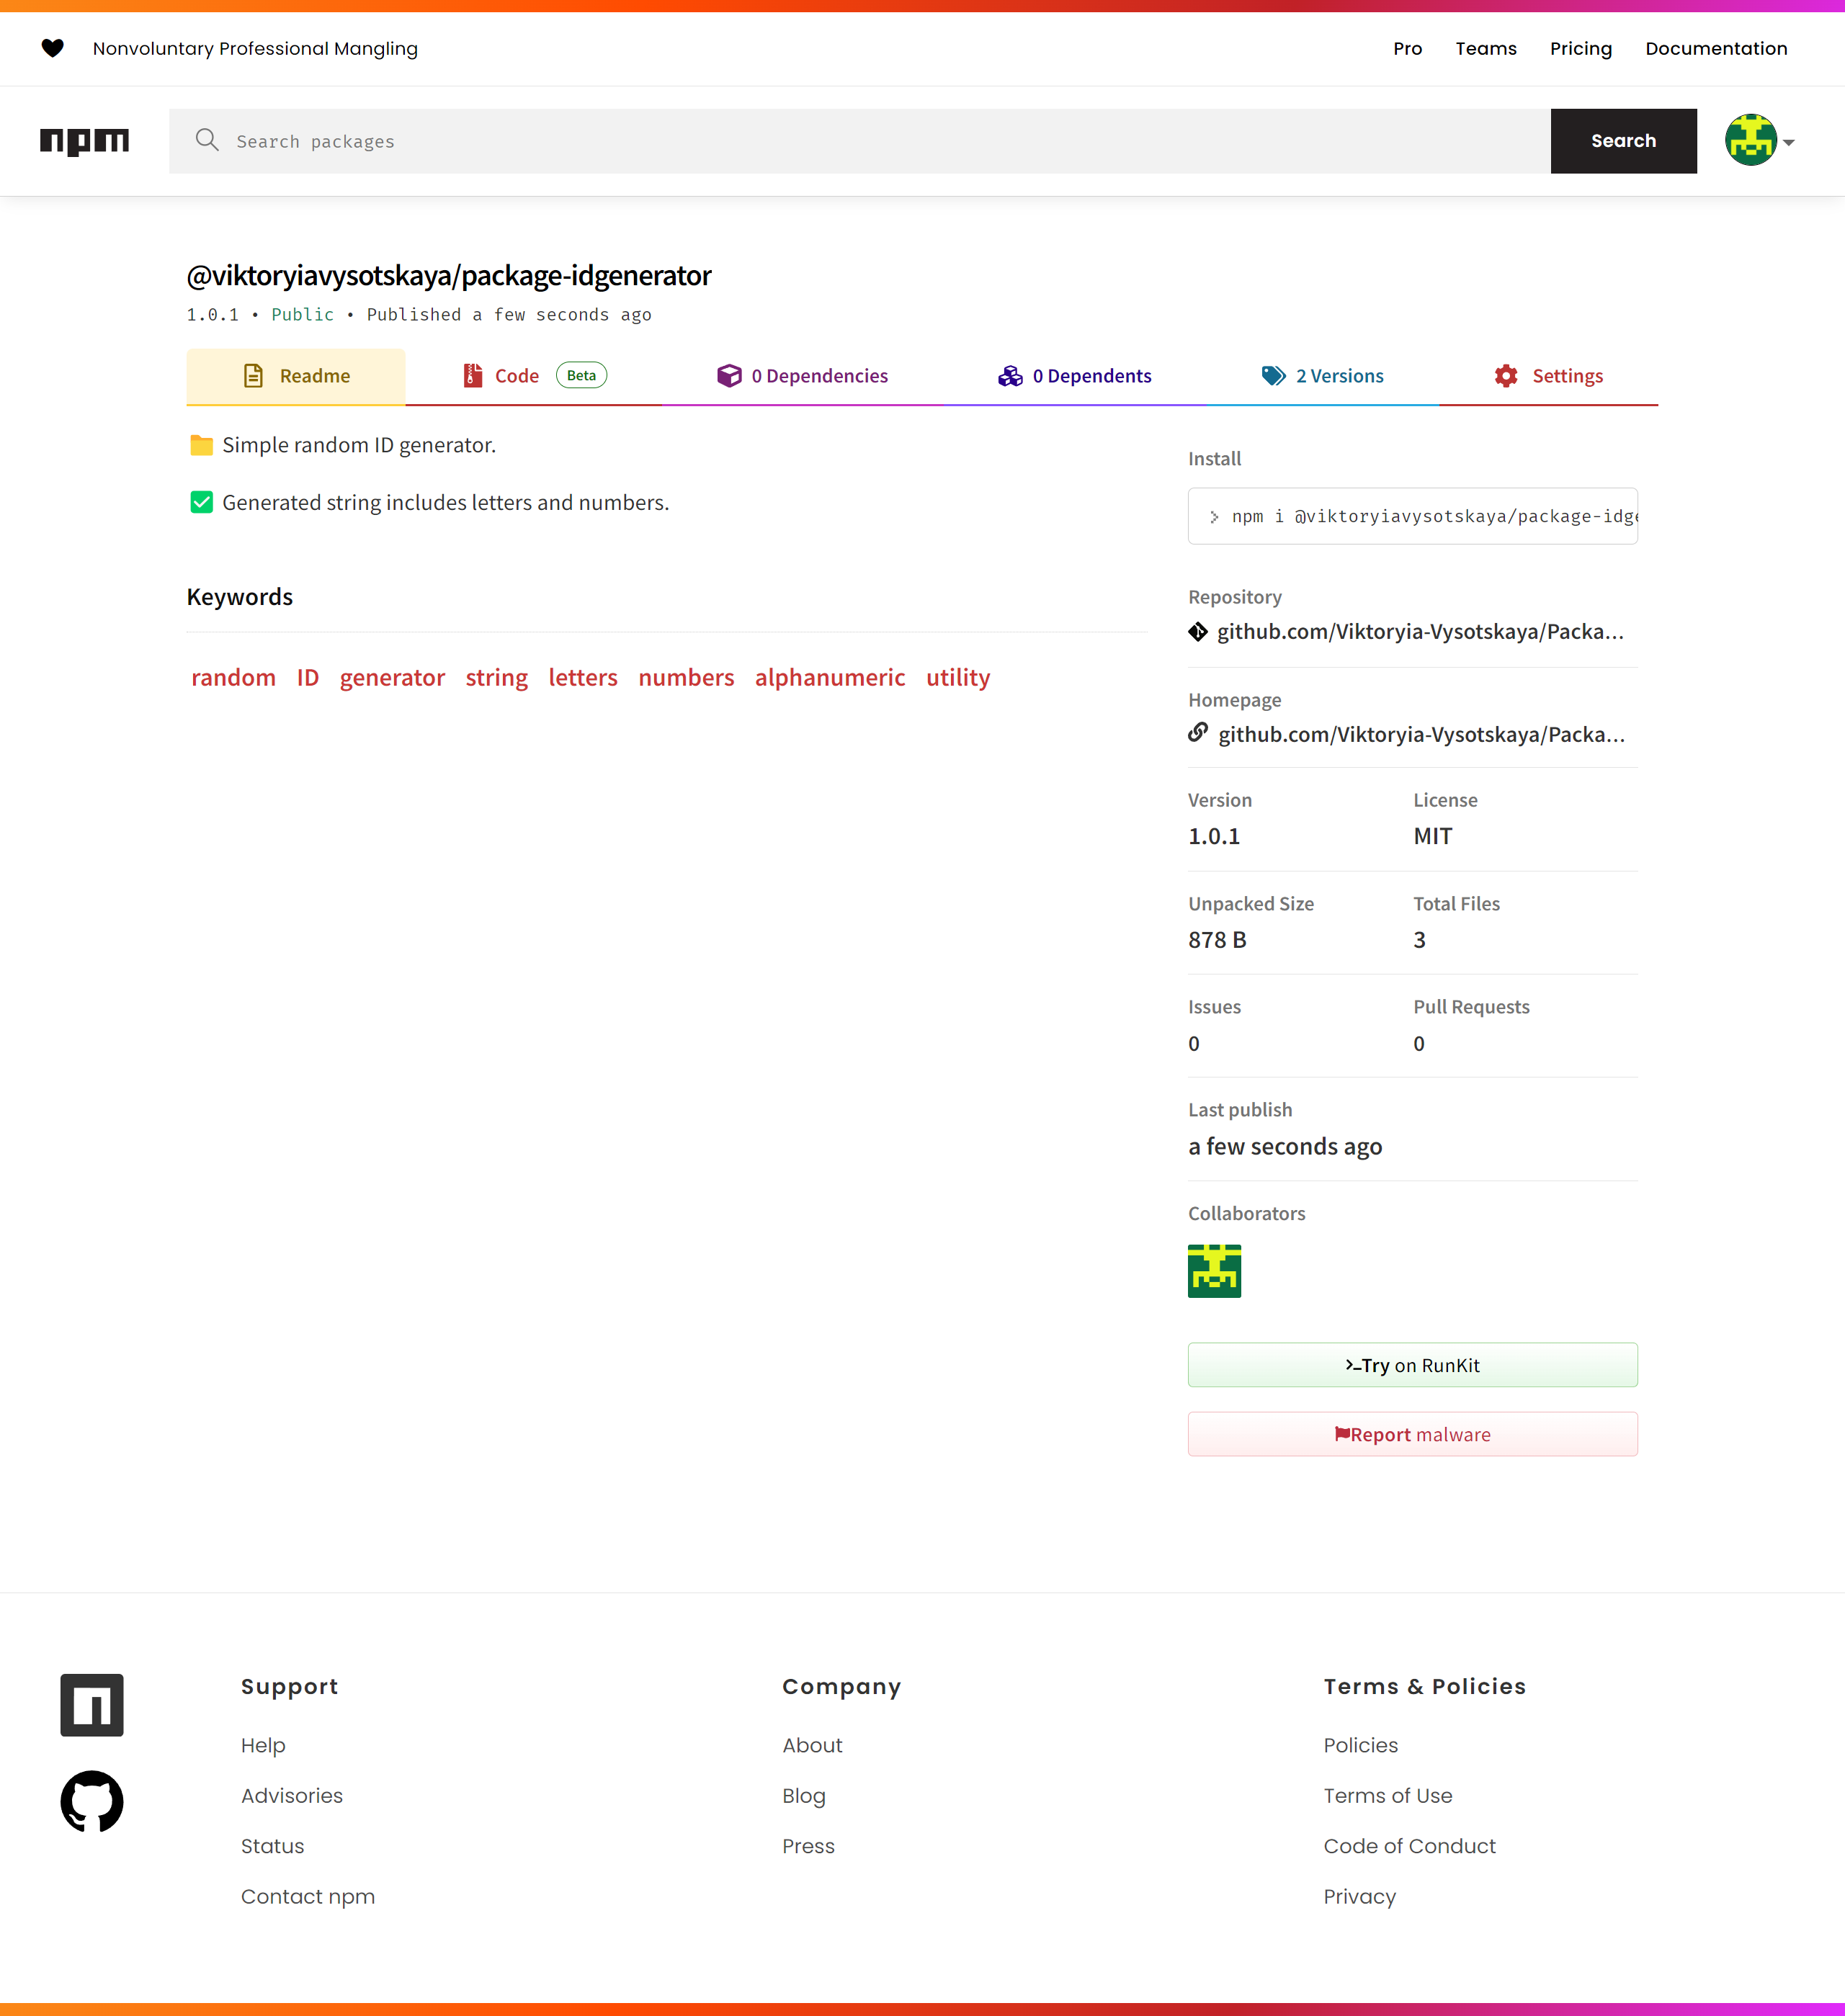 Nonvoluntary Professional Mangling
Pro Teams Pricing Documentation
npm
Search packages
Search
@viktoryiavysotskaya/package-idgenerator
1.0.1 • Public • Published a few seconds ago
Readme
Code Beta
0 Dependencies
0 Dependents
2 Versions
Settings
Simple random ID generator.
Generated string includes letters and numbers.
Keywords
random ID generator string letters numbers alphanumeric utility
Install
npm i @viktoryiavysotskaya/package-idge
Repository
github.com/Viktoryia-Vysotskaya/Packa...
Homepage
github.com/Viktoryia-Vysotskaya/Packa...
Version License
1.0.1 MIT
Unpacked Size Total Files
878 B 3
Issues Pull Requests
0 0
Last publish
a few seconds ago
Collaborators
Try on RunKit
Report malware
Support
Help
Advisories
Status
Contact npm
Company
About
Blog
Press
Terms & Policies
Policies
Terms of Use
Code of Conduct
Privacy